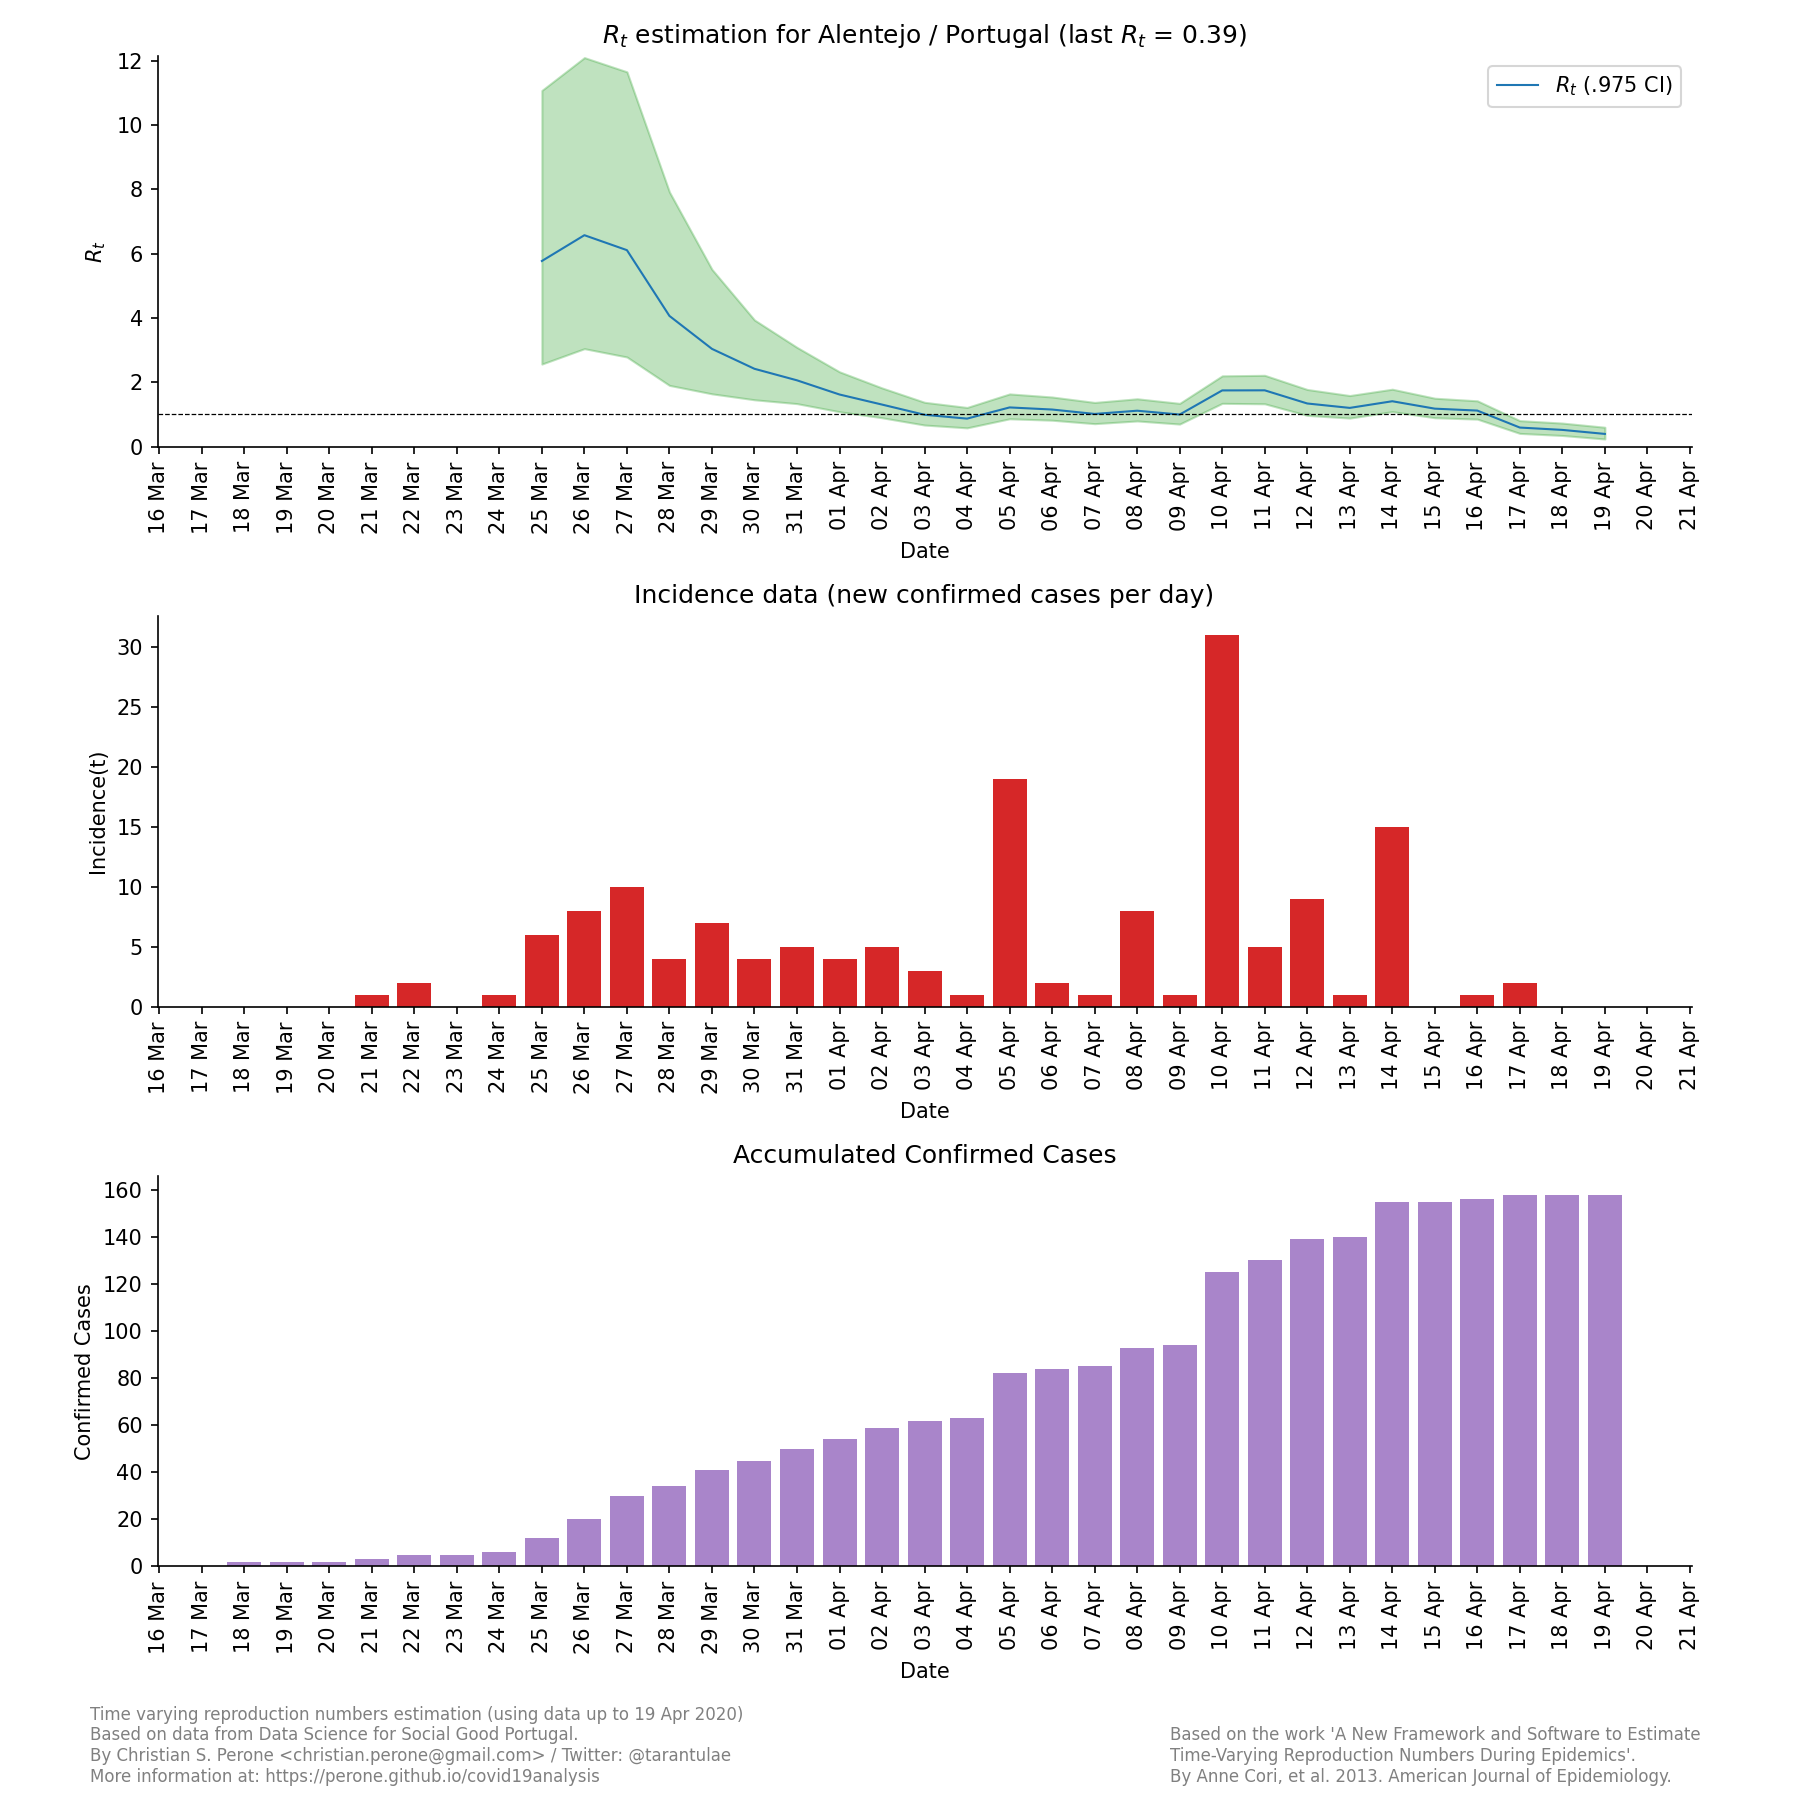 R_t estimation for Alentejo / Portugal (last R_t = 0.39)
12
10
8
6
4
2
0
R_t
R_t (.975 CI)
16 Mar 17 Mar 18 Mar 19 Mar 20 Mar 21 Mar 22 Mar 23 Mar 24 Mar 25 Mar 26 Mar 27 Mar 28 Mar 29 Mar 30 Mar 31 Mar 01 Apr 02 Apr 03 Apr 04 Apr 05 Apr 06 Apr 07 Apr 08 Apr 09 Apr 10 Apr 11 Apr 12 Apr 13 Apr 14 Apr 15 Apr 16 Apr 17 Apr 18 Apr 19 Apr 20 Apr 21 Apr
Date
Incidence data (new confirmed cases per day)
30
25
20
15
10
5
0
Incidence(t)
16 Mar 17 Mar 18 Mar 19 Mar 20 Mar 21 Mar 22 Mar 23 Mar 24 Mar 25 Mar 26 Mar 27 Mar 28 Mar 29 Mar 30 Mar 31 Mar 01 Apr 02 Apr 03 Apr 04 Apr 05 Apr 06 Apr 07 Apr 08 Apr 09 Apr 10 Apr 11 Apr 12 Apr 13 Apr 14 Apr 15 Apr 16 Apr 17 Apr 18 Apr 19 Apr 20 Apr 21 Apr
Date
Accumulated Confirmed Cases
160
140
120
100
80
60
40
20
0
Confirmed Cases
16 Mar 17 Mar 18 Mar 19 Mar 20 Mar 21 Mar 22 Mar 23 Mar 24 Mar 25 Mar 26 Mar 27 Mar 28 Mar 29 Mar 30 Mar 31 Mar 01 Apr 02 Apr 03 Apr 04 Apr 05 Apr 06 Apr 07 Apr 08 Apr 09 Apr 10 Apr 11 Apr 12 Apr 13 Apr 14 Apr 15 Apr 16 Apr 17 Apr 18 Apr 19 Apr 20 Apr 21 Apr
Date
Time varying reproduction numbers estimation (using data up to 19 Apr 2020)
Based on data from Data Science for Social Good Portugal.
By Christian S. Perone <christian.perone@gmail.com> / Twitter: @tarantulae
More information at: https://perone.github.io/covid19analysis
Based on the work 'A New Framework and Software to Estimate
Time-Varying Reproduction Numbers During Epidemics'.
By Anne Cori, et al. 2013. American Journal of Epidemiology.